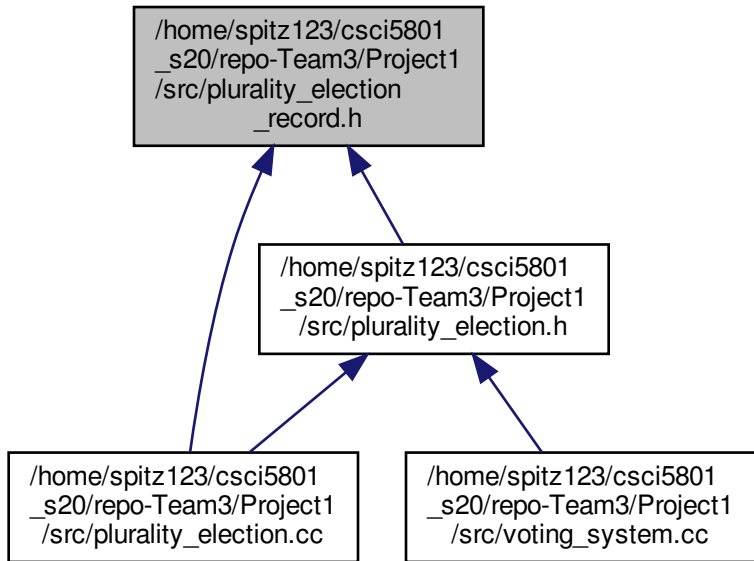 /home/spitz123/csci5801
_s20/repo-Team3/Project1
/src/plurality_election
_record.h
/home/spitz123/csci5801
_s20/repo-Team3/Project1
/src/plurality_election.h
/home/spitz123/csci5801
_s20/repo-Team3/Project1
/src/plurality_election.cc
/home/spitz123/csci5801
_s20/repo-Team3/Project1
/src/voting_system.cc